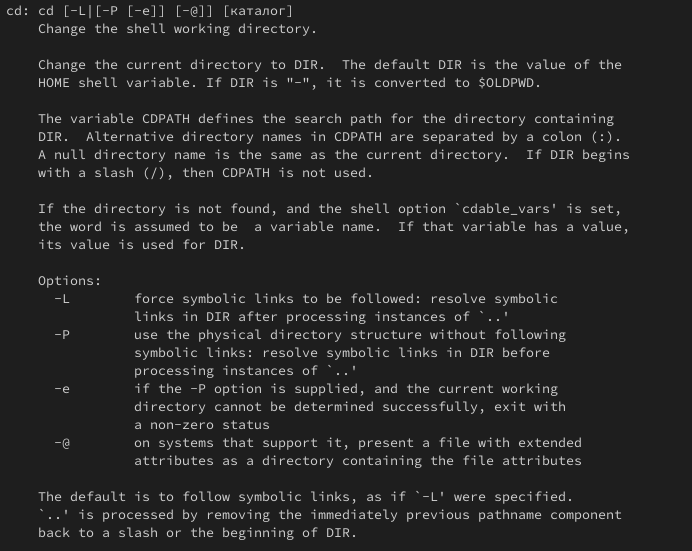 cd: cd [-L|[-P [-e]] [-@]] [каталог]
Change the shell working directory.
Change the current directory to DIR.  The default DIR is the value of the
HOME shell variable. If DIR is "-", it is converted to $OLDPWD.
The variable CDPATH defines the search path for the directory containing
DIR.  Alternative directory names in CDPATH are separated by a colon (:).
A null directory name is the same as the current directory.  If DIR begins
with a slash (/), then CDPATH is not used.
If the directory is not found, and the shell option `cdable_vars' is set,
the word is assumed to be  a variable name.  If that variable has a value,
its value is used for DIR.
Options:
-L        force symbolic links to be followed: resolve symbolic
links in DIR after processing instances of `..'
-P        use the physical directory structure without following
symbolic links: resolve symbolic links in DIR before
processing instances of `..'
-e        if the -P option is supplied, and the current working
directory cannot be determined successfully, exit with
a non-zero status
-@        on systems that support it, present a file with extended
attributes as a directory containing the file attributes
The default is to follow symbolic links, as if `-L' were specified.
`..' is processed by removing the immediately previous pathname component
back to a slash or the beginning of DIR.